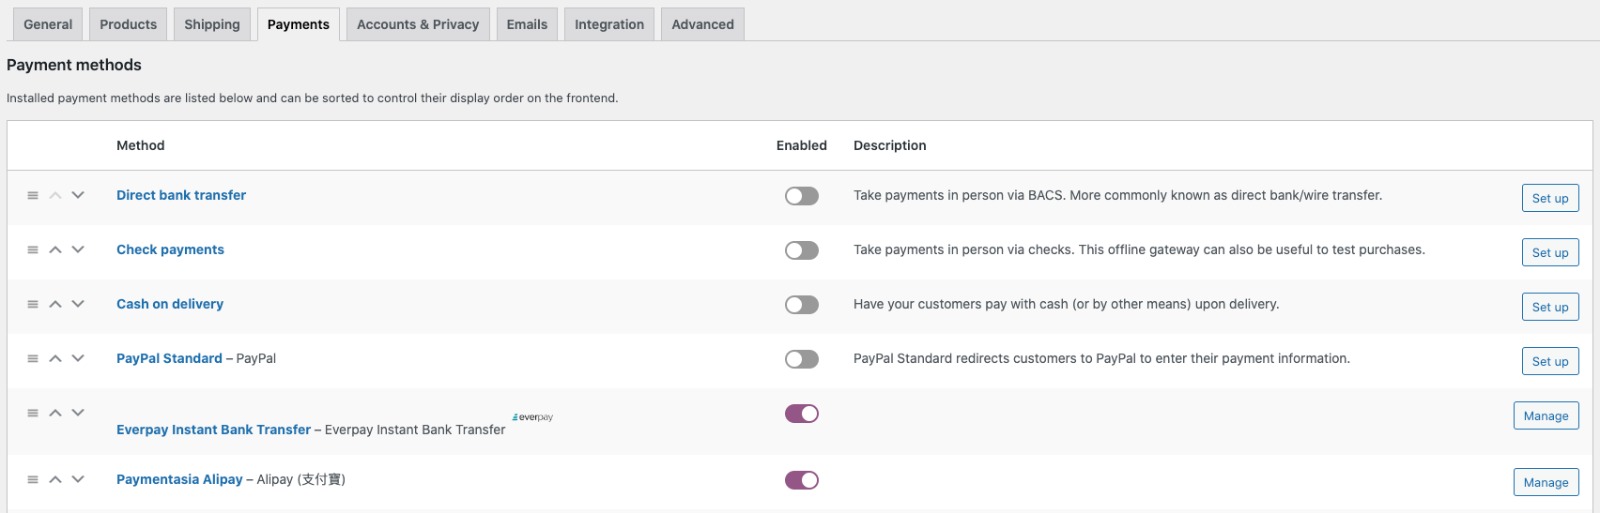 General
Products
Shipping
Payments
Accounts & Privacy
Emails
Integration
Advanced
Payment methods
Installed payment methods are listed below and can be sorted to control their display order on the frontend.
Method
Enabled
Description
Direct bank transfer
Take payments in person via BACS. More commonly known as direct bank/wire transfer.
Set up
Check payments
Take payments in person via checks. This offline gateway can also be useful to test purchases.
Set up
Cash on delivery
Have your customers pay with cash (or by other means) upon delivery.
Set up
PayPal Standard – PayPal
PayPal Standard redirects customers to PayPal to enter their payment information.
Set up
everpay
Everpay Instant Bank Transfer – Everpay Instant Bank Transfer
Manage
Paymentasia Alipay – Alipay (支付寶)
Manage